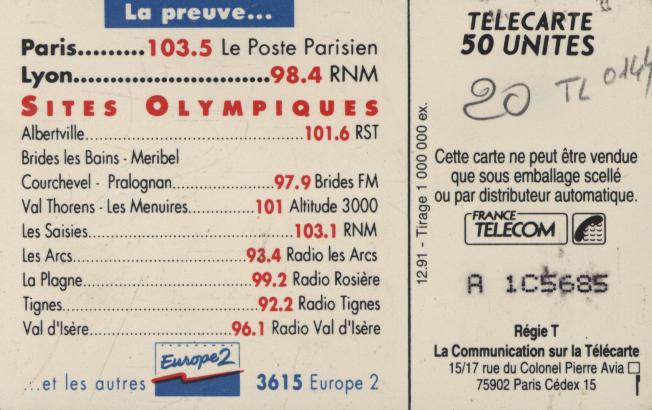 La preuve...
Paris.........103.5 Le Poste Parisien
Lyon............................98.4 RNM
SITES OLYMPIQUES
Albertville.............................................101.6 RST
Brides les Bains - Meribel
Courchevel - Pralognan.....................97.9 Brides FM
Val Thorens - Les Menuires..............101 Altitude 3000
Les Saisies..............................................103.1 RNM
Les Arcs...................................93.4 Radio les Arcs
La Plagne..................................99.2 Radio Rosière
Tignes.......................................92.2 Radio Tignes
Val d'Isère.............................96.1 Radio Val d'Isère
Europe 2
...et les autres 3615 Europe 2
12.91 - Tirage 1 000 000 ex.
TELECARTE
50 UNITES
20 TL 0144
Cette carte ne peut être vendue
que sous emballage scellé
ou par distributeur automatique.
FRANCE
TELECOM
A 1C5685
Régie T
La Communication sur la Télécarte
15/17 rue du Colonel Pierre Avia
75902 Paris Cédex 15